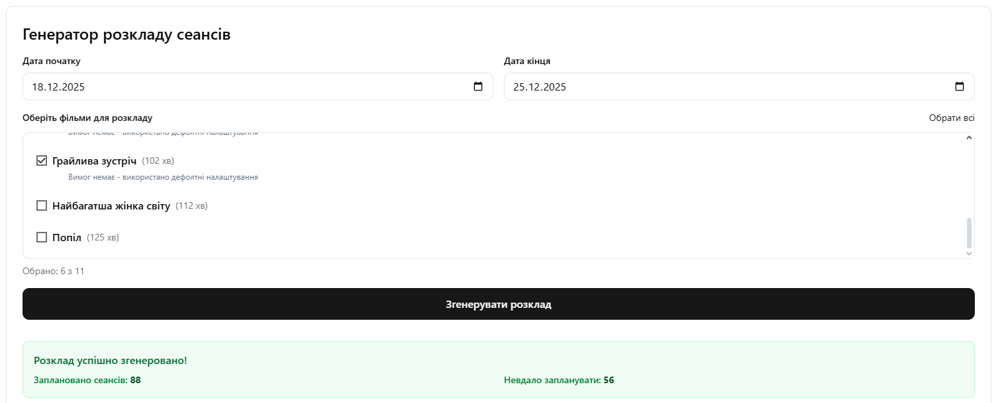 Генератор розкладу сеансів
Дата початку
Дата кінця
18.12.2025
25.12.2025
Оберіть фільми для розкладу
Обрати всі
Вимог немає - використано дефолтні налаштування
Грайлива зустріч (102 хв)
Вимог немає - використано дефолтні налаштування
Найбагатша жінка світу (112 хв)
Попіл (125 хв)
Обрано: 6 з 11
Згенерувати розклад
Розклад успішно згенеровано!
Заплановано сеансів: 88
Невдало запланувати: 56